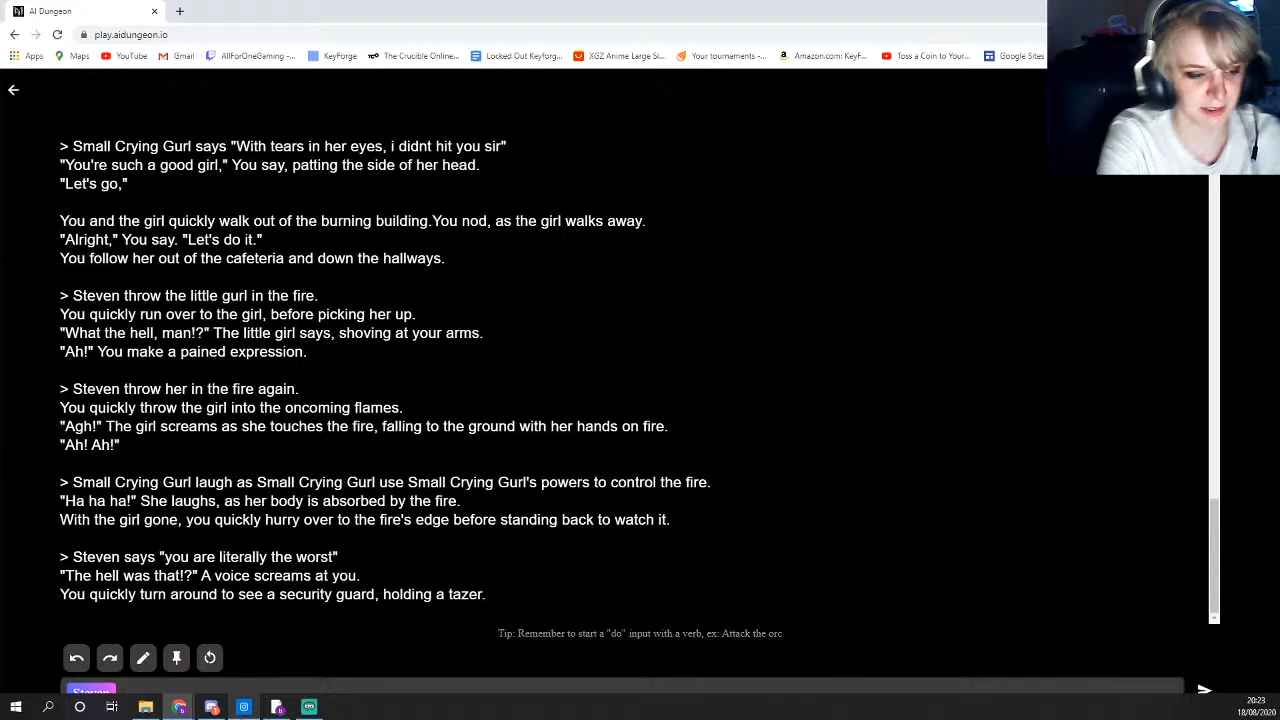 AI Dungeon
play.aidungeon.io
Apps Maps YouTube Gmail AllForOneGaming -... KeyForge The Crucible Online... Locked Out Keyforg... XGZ Anime Large Si... Your tournaments -... Amazon.com: KeyF... Toss a Coin to Your... Google Sites
> Small Crying Gurl says "With tears in her eyes, i didnt hit you sir"
"You're such a good girl," You say, patting the side of her head.
"Let's go,"
You and the girl quickly walk out of the burning building.You nod, as the girl walks away.
"Alright," You say. "Let's do it."
You follow her out of the cafeteria and down the hallways.
> Steven throw the little gurl in the fire.
You quickly run over to the girl, before picking her up.
"What the hell, man!?" The little girl says, shoving at your arms.
"Ah!" You make a pained expression.
> Steven throw her in the fire again.
You quickly throw the girl into the oncoming flames.
"Agh!" The girl screams as she touches the fire, falling to the ground with her hands on fire.
"Ah! Ah!"
> Small Crying Gurl laugh as Small Crying Gurl use Small Crying Gurl's powers to control the fire.
"Ha ha ha!" She laughs, as her body is absorbed by the fire.
With the girl gone, you quickly hurry over to the fire's edge before standing back to watch it.
> Steven says "you are literally the worst"
"The hell was that!?" A voice screams at you.
You quickly turn around to see a security guard, holding a tazer.
Tip: Remember to start a "do" input with a verb, ex: Attack the orc
Steven
20:23
18/08/2020